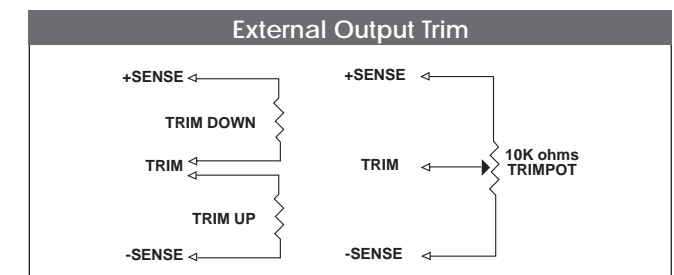 External Output Trim
+SENSE
TRIM DOWN
TRIM
TRIM UP
-SENSE
+SENSE
TRIM
10K ohms
TRIMPOT
-SENSE